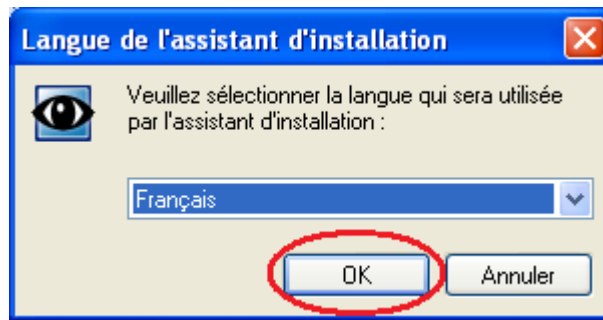 Langue de l'assistant d'installation
Veuillez sélectionner la langue qui sera utilisée
par l'assistant d'installation :
Français
OK
Annuler